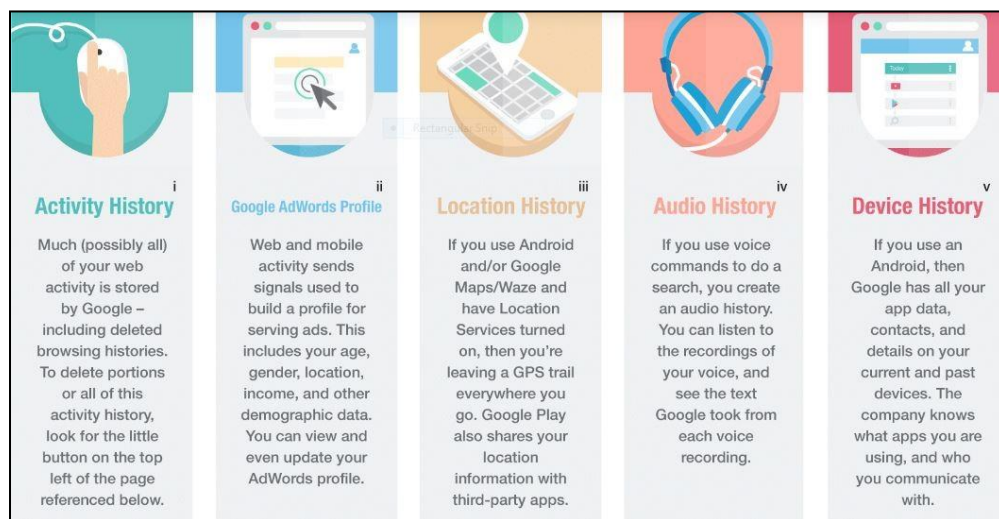 Today
Rectangular Snip
i
Activity History
Much (possibly all)
of your web
activity is stored
by Google –
including deleted
browsing histories.
To delete portions
or all of this
activity history,
look for the little
button on the top
left of the page
referenced below.
ii
Google AdWords Profile
Web and mobile
activity sends
signals used to
build a profile for
serving ads. This
includes your age,
gender, location,
income, and other
demographic data.
You can view and
even update your
AdWords profile.
iii
Location History
If you use Android
and/or Google
Maps/Waze and
have Location
Services turned
on, then you're
leaving a GPS trail
everywhere you
go. Google Play
also shares your
location
information with
third-party apps.
iv
Audio History
If you use voice
commands to do a
search, you create
an audio history.
You can listen to
the recordings of
your voice, and
see the text
Google took from
each voice
recording.
v
Device History
If you use an
Android, then
Google has all your
app data,
contacts, and
details on your
current and past
devices. The
company knows
what apps you are
using, and who
you communicate
with.